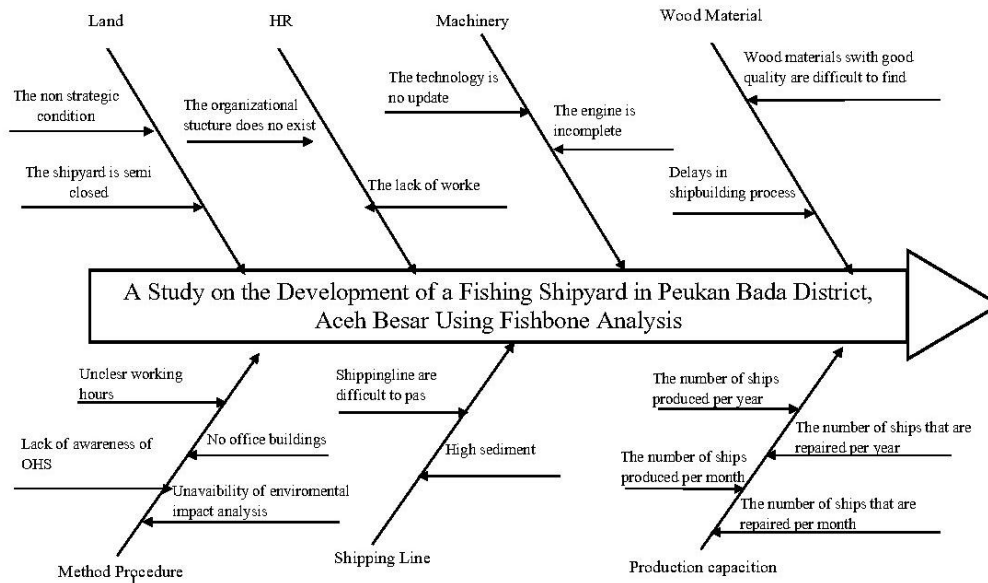 Land
HR
Machinery
Wood Material
The non strategic
condition
The shipyard is semi
closed
The organizational
stucture does no exist
The lack of worke
The technology is
no update
The engine is
incomplete
Wood materials swith good
quality are difficult to find
Delays in
shipbuilding process
A Study on the Development of a Fishing Shipyard in Peukan Bada District,
Aceh Besar Using Fishbone Analysis
Unclesr working
hours
No office buildings
Lack of awareness of
OHS
Unavaibility of enviromental
impact analysis
Method Procedure
Shippingline are
difficult to pas
High sediment
Shipping Line
The number of ships
produced per year
The number of ships that are
repaired per year
The number of ships
produced per month
The number of ships that are
repaired per month
Production capacition